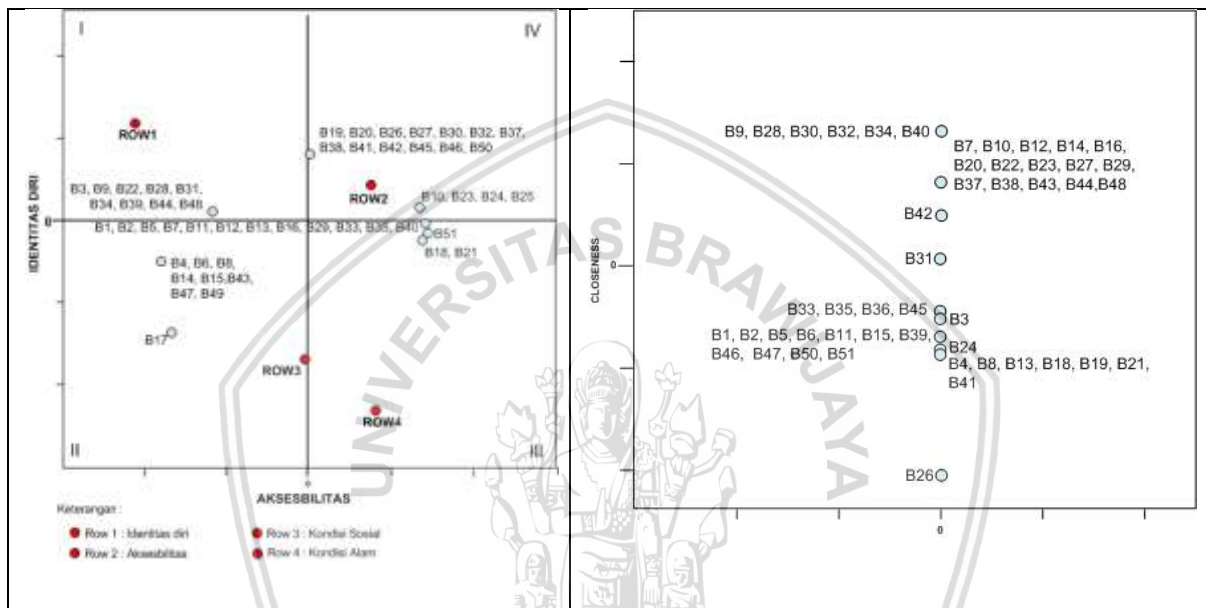 I
IV
ROW1
B19, B20, B26, B27, B30, B32, B37,
B38, B41, B42, B45, B46, B50
B3, B9, B22, B28, B31,
B34, B39, B44, B48
ROW2
B10, B23, B24, B25
IDENTITAS DIRI
0
B1, B2, B5, B7, B11, B12, B13, B16, B29, B33, B35, B40
B51
B18, B21
B4, B6, B8,
B14, B15,B43,
B47, B49
B17
ROW3
ROW4
II
III
0
AKSESBILITAS
Keterangan :
Row 1 : Identitas diri
Row 2 : Aksesbilitas
Row 3 : Kondisi Sosial
Row 4 : Kondisi Alam
B9, B28, B30, B32, B34, B40
B7, B10, B12, B14, B16,
B20, B22, B23, B27, B29,
B37, B38, B43, B44,B48
B42
B31
CLOSENESS
0
B33, B35, B36, B45
B3
B1, B2, B5, B6, B11, B15, B39,
B46, B47, B50, B51
B24
B4, B8, B13, B18, B19, B21,
B41
B26
0
UNIVERSITAS BRAWIJAYA